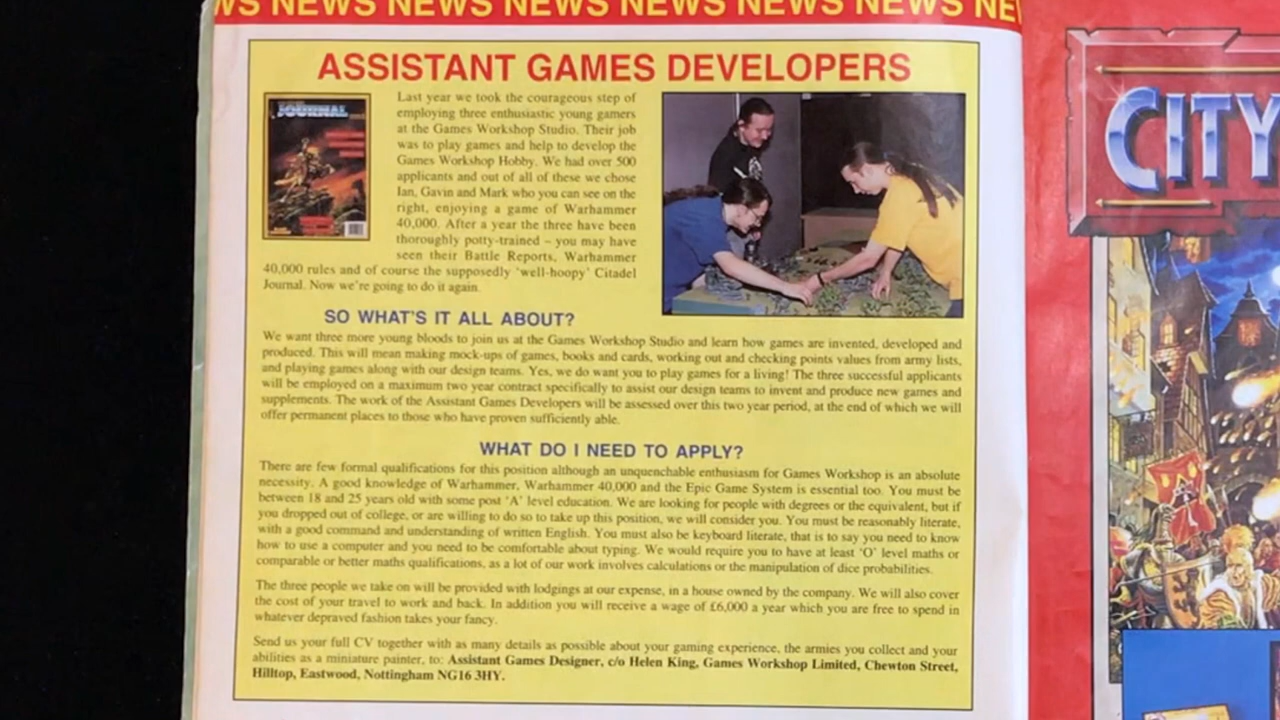 WS NEWS NEWS NEWS NEWS NEWS NEWS NEW
ASSISTANT GAMES DEVELOPERS
JOURNAL
Last year we took the courageous step of
employing three enthusiastic young gamers
at the Games Workshop Studio. Their job
was to play games and help to develop the
Games Workshop Hobby. We had over 500
applicants and out of all of these we chose
Ian, Gavin and Mark who you can see on the
right, enjoying a game of Warhammer
40,000. After a year the three have been
thoroughly potty-trained – you may have
seen their Battle Reports, Warhammer
40,000 rules and of course the supposedly 'well-hoopy' Citadel
Journal. Now we're going to do it again.
SO WHAT'S IT ALL ABOUT?
We want three more young bloods to join us at the Games Workshop Studio and learn how games are invented, developed and
produced. This will mean making mock-ups of games, books and cards, working out and checking points values from army lists,
and playing games along with our design teams. Yes, we do want you to play games for a living! The three successful applicants
will be employed on a maximum two year contract specifically to assist our design teams to invent and produce new games and
supplements. The work of the Assistant Games Developers will be assessed over this two year period, at the end of which we will
offer permanent places to those who have proven sufficiently able.
WHAT DO I NEED TO APPLY?
There are few formal qualifications for this position although an unquenchable enthusiasm for Games Workshop is an absolute
necessity. A good knowledge of Warhammer, Warhammer 40,000 and the Epic Game System is essential too. You must be
between 18 and 25 years old with some post 'A' level education. We are looking for people with degrees or the equivalent, but if
you dropped out of college, or are willing to do so to take up this position, we will consider you. You must be reasonably literate,
with a good command and understanding of written English. You must also be keyboard literate, that is to say you need to know
how to use a computer and you need to be comfortable about typing. We would require you to have at least 'O' level maths or
comparable or better maths qualifications, as a lot of our work involves calculations or the manipulation of dice probabilities.
The three people we take on will be provided with lodgings at our expense, in a house owned by the company. We will also cover
the cost of your travel to work and back. In addition you will receive a wage of £6,000 a year which you are free to spend in
whatever depraved fashion takes your fancy.
Send us your full CV together with as many details as possible about your gaming experience, the armies you collect and your
abilities as a miniature painter, to: Assistant Games Designer, c/o Helen King, Games Workshop Limited, Chewton Street,
Hilltop, Eastwood, Nottingham NG16 3HY.
CITY